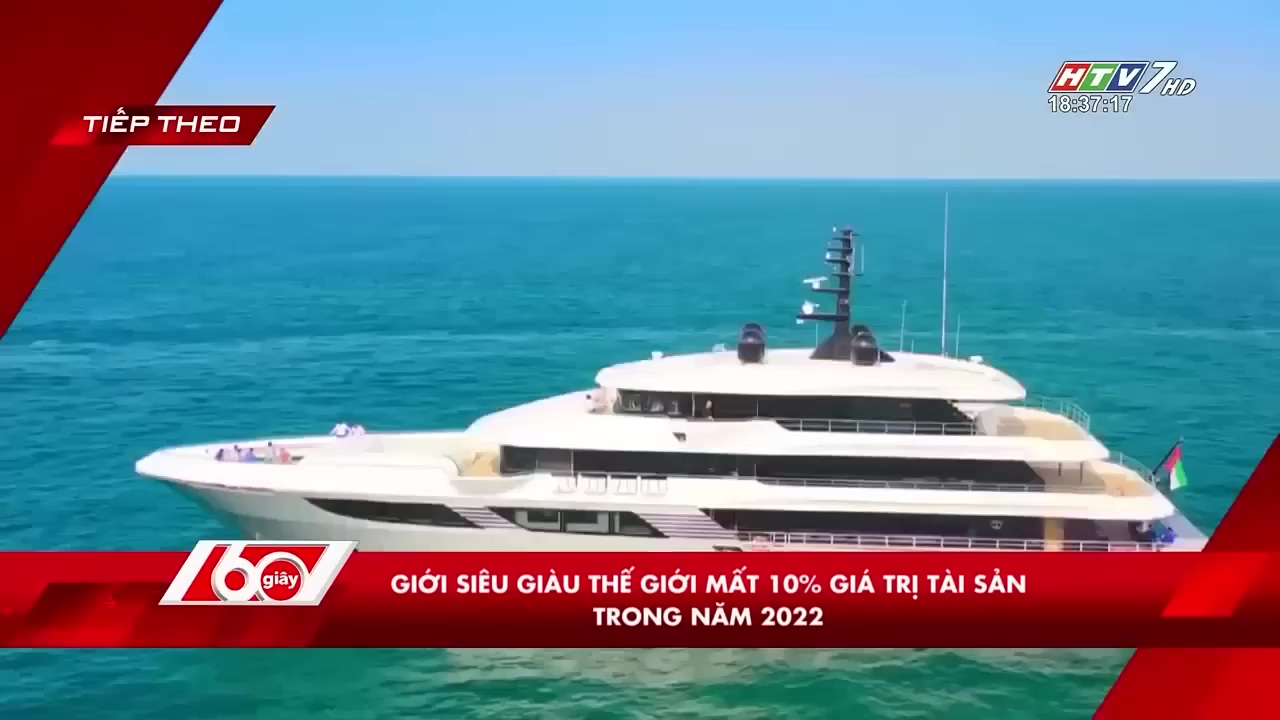 HTV7 HD
18:37:17
TIẾP THEO
60 giây
GIỚI SIÊU GIÀU THẾ GIỚI MẤT 10% GIÁ TRỊ TÀI SẢN
TRONG NĂM 2022